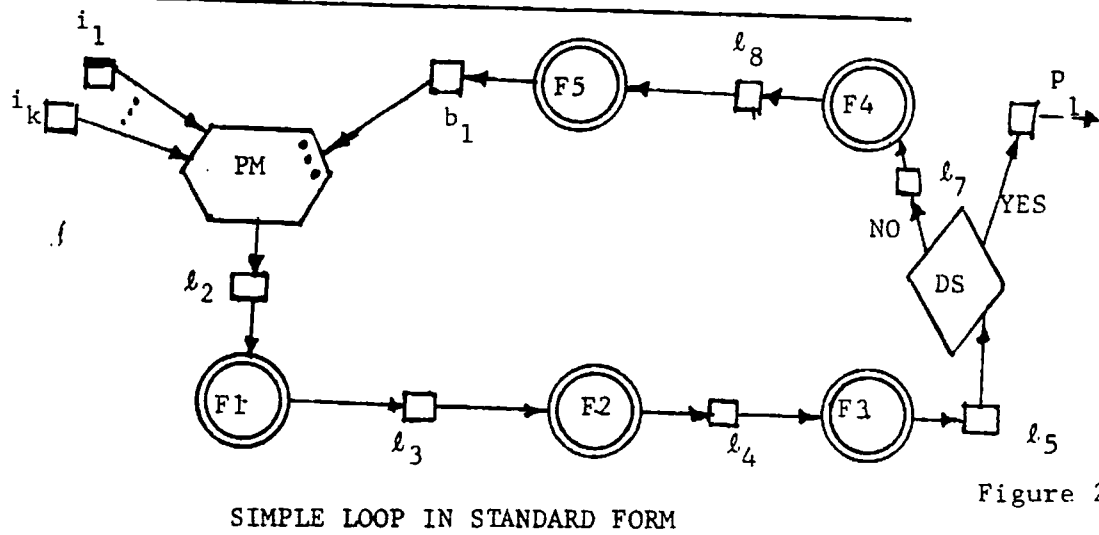 i₁
iₖ
PM
b₁
F5
ℓ₈
F4
P₁
ℓ₇
NO
YES
DS
ℓ₂
F1
ℓ₃
F2
ℓ₄
F3
ℓ₅
Figure 2
SIMPLE LOOP IN STANDARD FORM